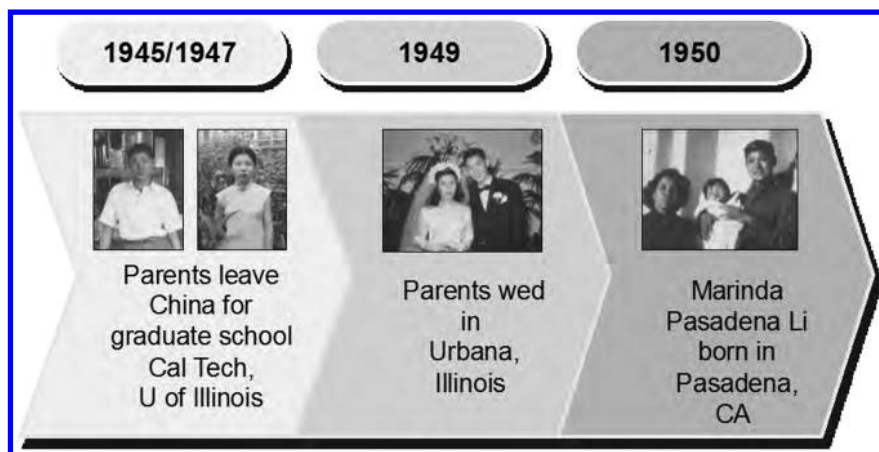 1945/1947
1949
1950
Parents leave
China for
graduate school
Cal Tech,
U of Illinois
Parents wed
in
Urbana,
Illinois
Marinda
Pasadena Li
born in
Pasadena,
CA